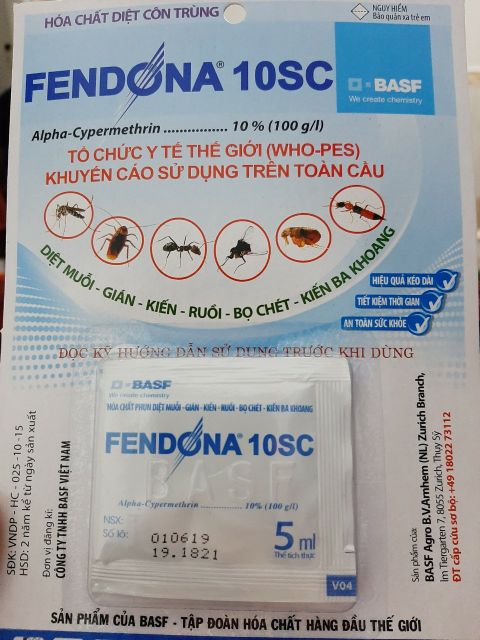 HÓA CHẤT DIỆT CÔN TRÙNG
NGUY HIỂM
Bảo quản xa trẻ em
FENDONA® 10SC
BASF
We create chemistry
Alpha-Cypermethrin ................ 10 % (100 g/l)
TỔ CHỨC Y TẾ THẾ GIỚI (WHO-PES)
KHUYẾN CÁO SỬ DỤNG TRÊN TOÀN CẦU
DIỆT MUỖI - GIÁN - KIẾN - RUỒI - BỌ CHÉT - KIẾN BA KHOANG
HIỆU QUẢ KÉO DÀI
TIẾT KIỆM THỜI GIAN
AN TOÀN SỨC KHỎE
ĐỌC KỸ HƯỚNG DẪN SỬ DỤNG TRƯỚC KHI DÙNG
BASF
We create chemistry
HÓA CHẤT PHUN DIỆT MUỖI - GIÁN - KIẾN - RUỒI - BỌ CHÉT - KIẾN BA KHOANG
FENDONA® 10SC
BASF
Alpha-Cypermethrin ................ 10% (100 g/l)
NSX:
Số lô:
010619
19.1821
5 ml
Thể tích thực
V04
SĐK: VNDP - HC - 025 -10 -15
HSD: 2 năm kể từ ngày sản xuất
Đơn vị đăng kí:
CÔNG TY TNHH BASF VIỆT NAM
Sản phẩm của:
BASF Agro B.V.Arnhem (NL) Zurich Branch,
Im Tiergarten 7, 8055 Zurich, Thụy Sỹ
ĐT cấp cứu sơ bộ: +49 18022 73112
SẢN PHẨM CỦA BASF - TẬP ĐOÀN HÓA CHẤT HÀNG ĐẦU THẾ GIỚI